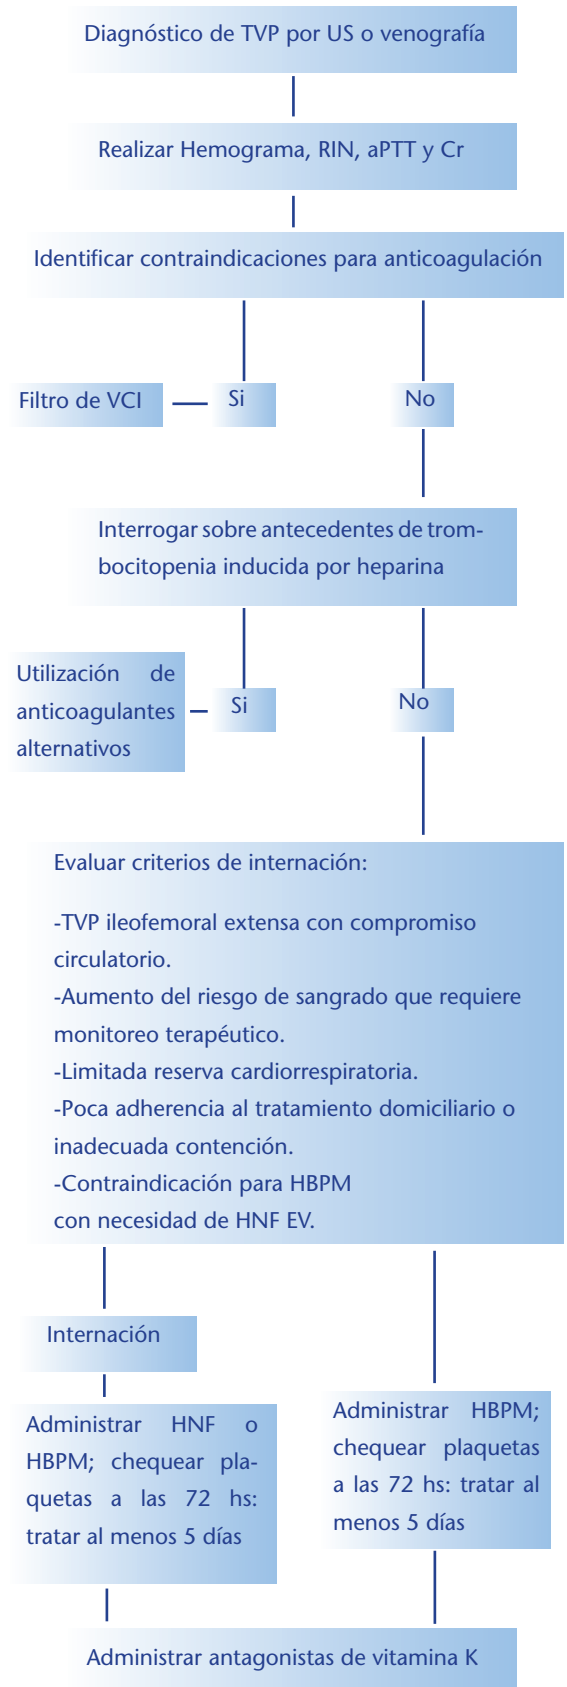 Diagnóstico de TVP por US o venografía
Realizar Hemograma, RIN, aPTT y Cr
Identificar contraindicaciones para anticoagulación
Filtro de VCI
Si
No
Interrogar sobre antecedentes de trom-
bocitopenia inducida por heparina
Utilización de
anticoagulantes
alternativos
Si
No
Evaluar criterios de internación:
-TVP ileofemoral extensa con compromiso
circulatorio.
-Aumento del riesgo de sangrado que requiere
monitoreo terapéutico.
-Limitada reserva cardiorrespiratoria.
-Poca adherencia al tratamiento domiciliario o
inadecuada contención.
-Contraindicación para HBPM
con necesidad de HNF EV.
Internación
Administrar HNF o
HBPM; chequear pla-
quetas a las 72 hs:
tratar al menos 5 días
Administrar HBPM;
chequear plaquetas
a las 72 hs: tratar al
menos 5 días
Administrar antagonistas de vitamina K